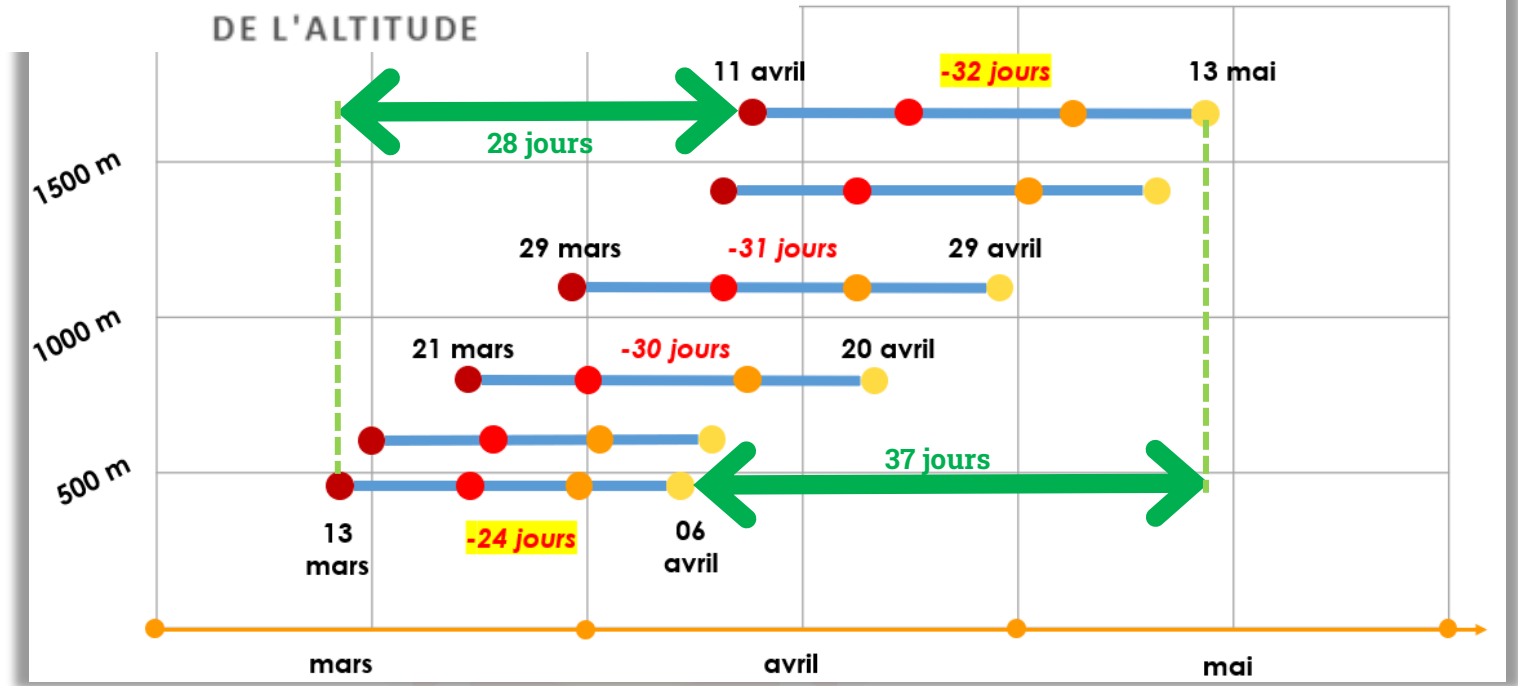 DE L'ALTITUDE
11 avril
-32 jours
13 mai
28 jours
1500 m
29 mars
-31 jours
29 avril
1000 m
21 mars
-30 jours
20 avril
37 jours
500 m
13
mars
-24 jours
06
avril
mars
avril
mai